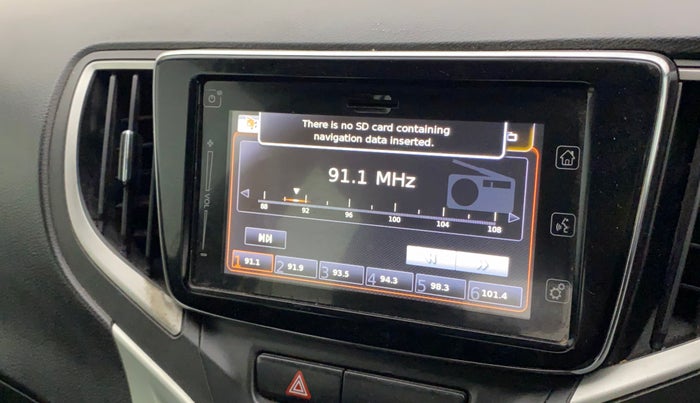 There is no SD card containing
navigation data inserted.
91.1 MHz
88 92 96 100 104 108
VOL
1 91.1 2 91.9 3 93.5 4 94.3 5 98.3 6 101.4